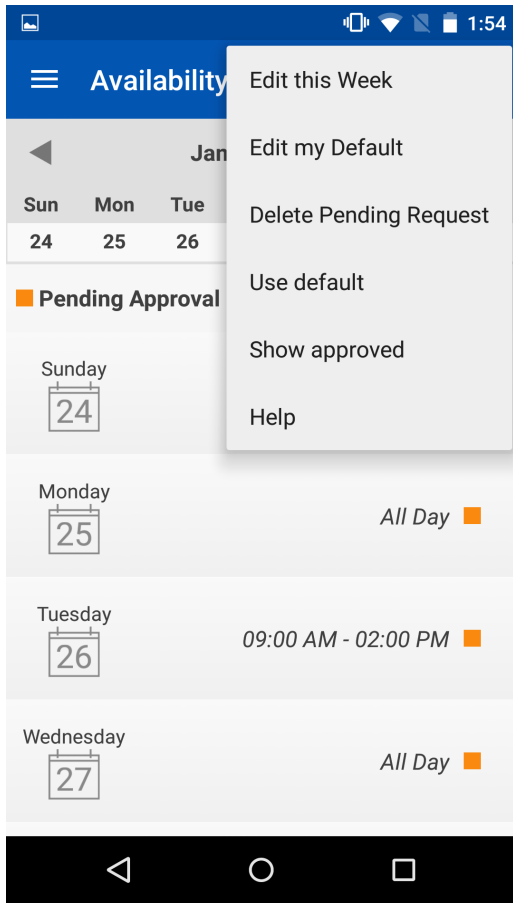 1:54
Availability
Edit this Week
Edit my Default
Delete Pending Request
Use default
Show approved
Help
Jan
Sun Mon Tue
24 25 26
Pending Approval
Sunday
24
Monday
25
All Day
Tuesday
26
09:00 AM - 02:00 PM
Wednesday
27
All Day